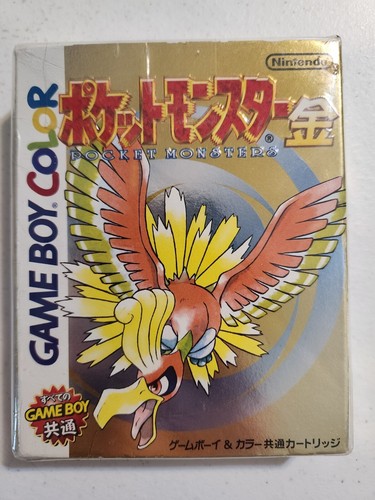 Nintendo
GAME BOY COLOR
ポケットモンスター金
®
POCKET MONSTERS
すべての
GAME BOY
共通
ゲームボーイ & カラー共通カートリッジ